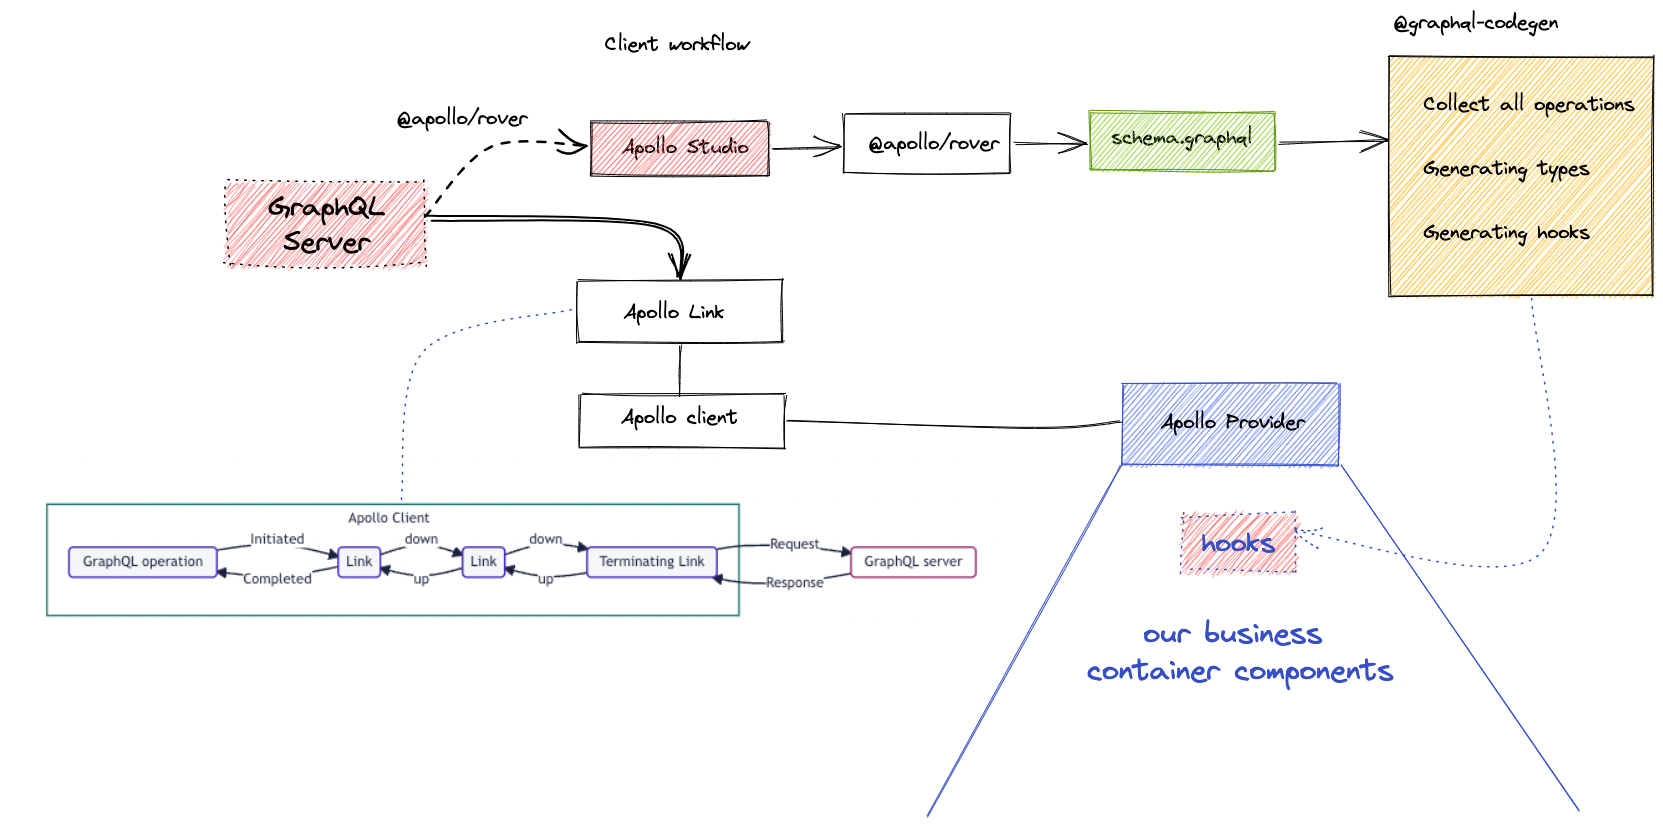 @graphql-codegen
Client workflow
Collect all operations
@apollo/rover
Apollo Studio
@apollo/rover
schema.graphql
Generating types
GraphQL
Server
Generating hooks
Apollo Link
Apollo client
Apollo Provider
Apollo Client
Initiated
down
down
Request
GraphQL operation
Link
Link
Terminating Link
GraphQL server
Completed
up
up
Response
hooks
our business
container components